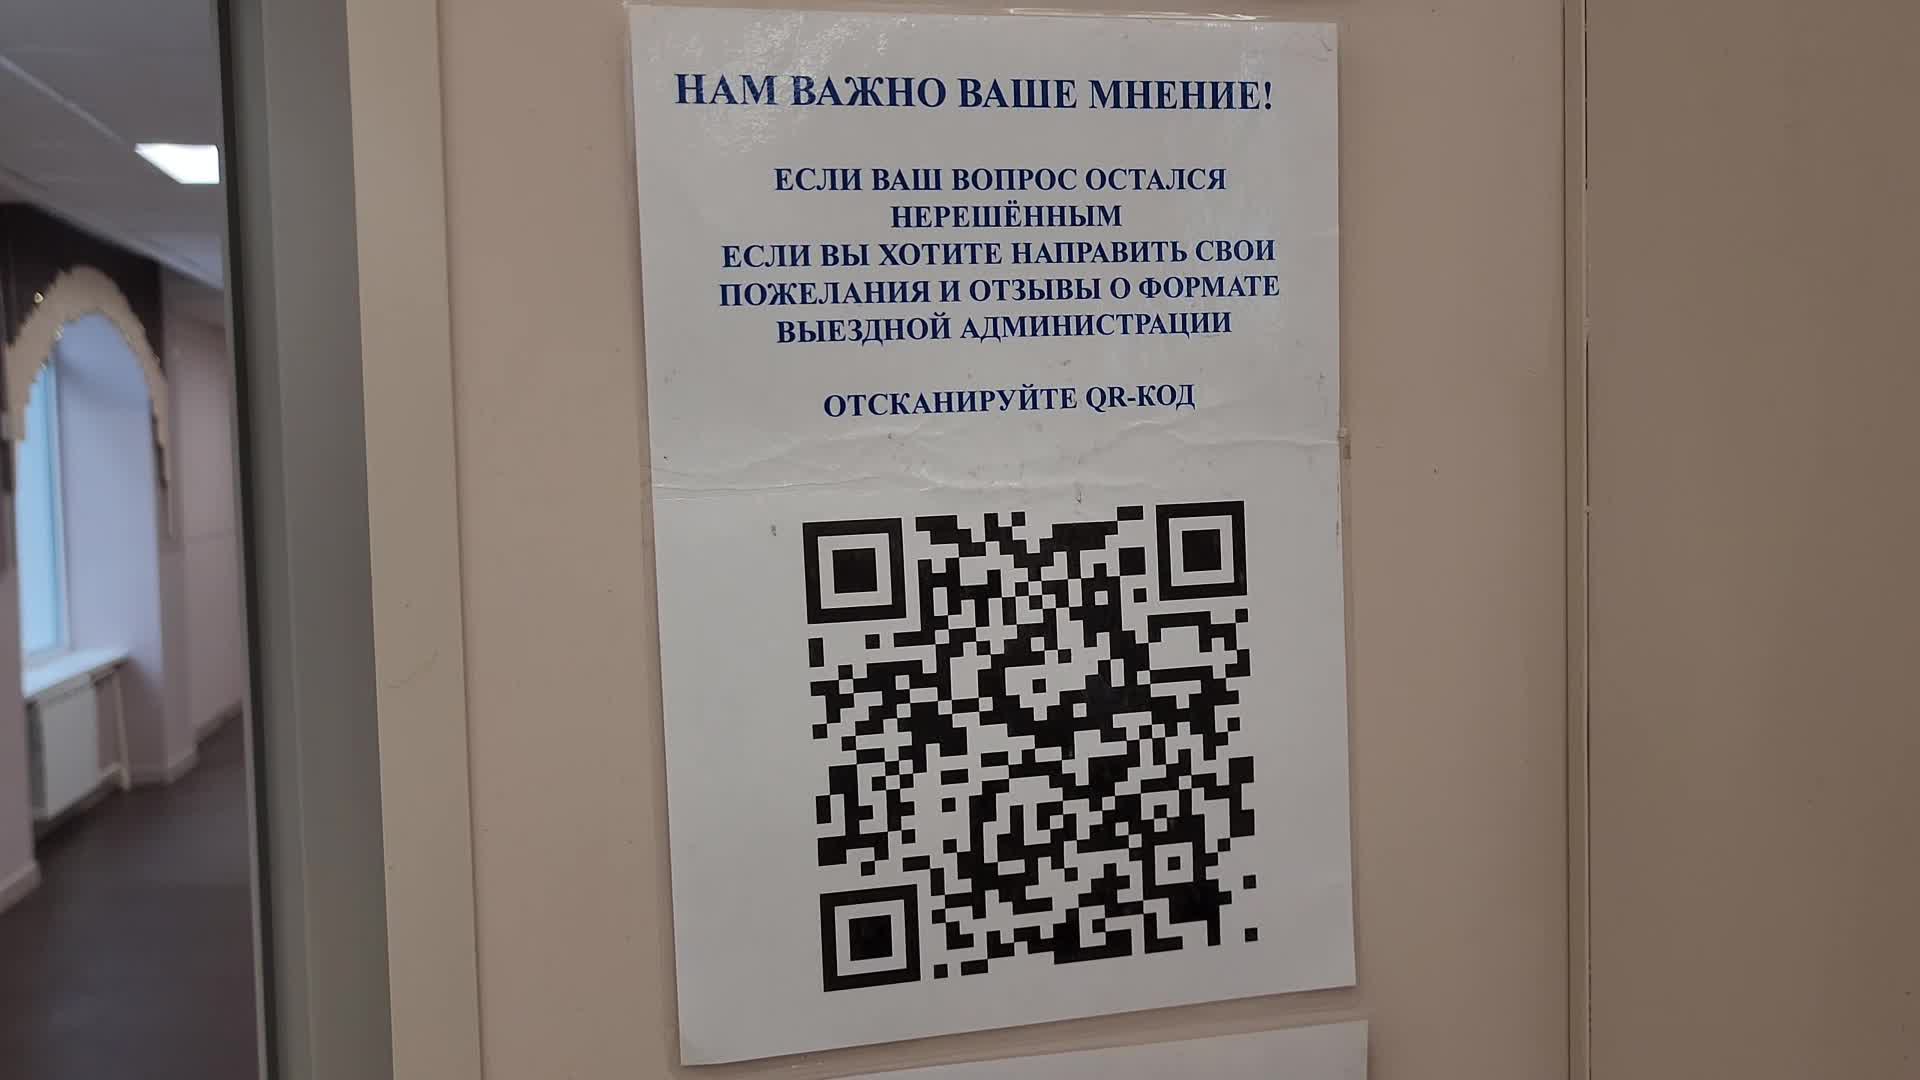 НАМ ВАЖНО ВАШЕ МНЕНИЕ!
ЕСЛИ ВАШ ВОПРОС ОСТАЛСЯ
НЕРЕШЁННЫМ
ЕСЛИ ВЫ ХОТИТЕ НАПРАВИТЬ СВОИ
ПОЖЕЛАНИЯ И ОТЗЫВЫ О ФОРМАТЕ
ВЫЕЗДНОЙ АДМИНИСТРАЦИИ
ОТСКАНИРУЙТЕ QR-КОД